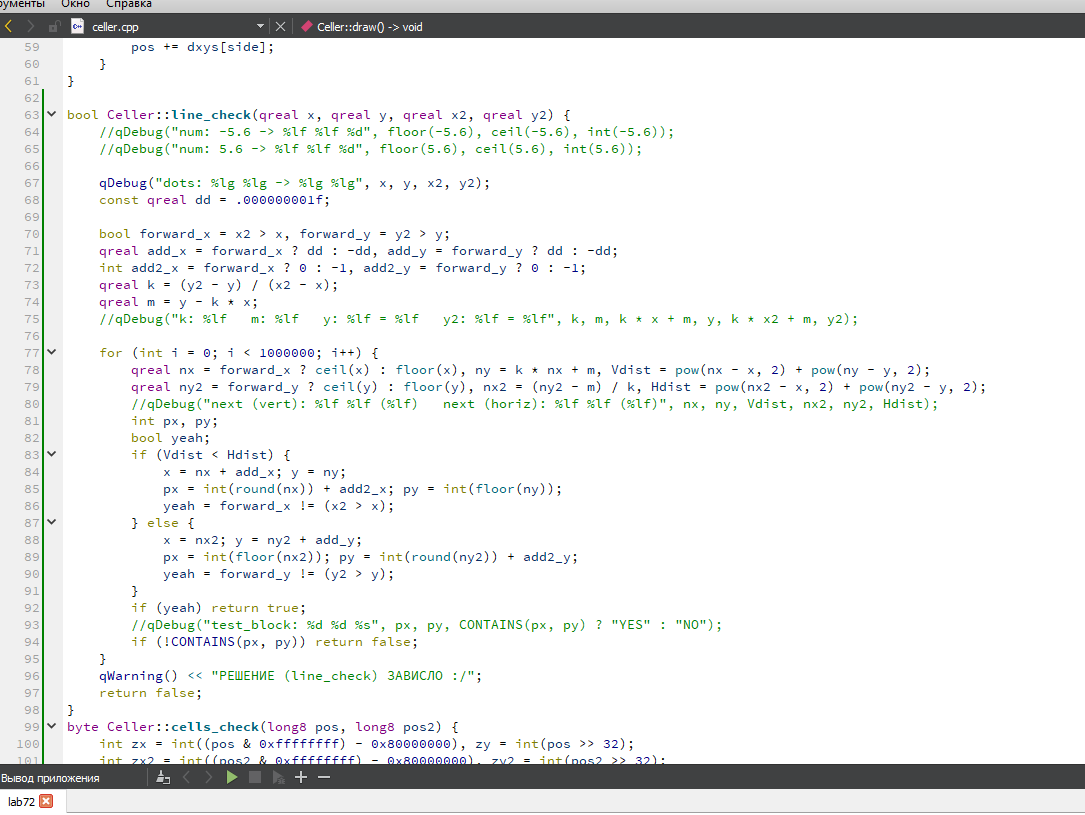 рументы Окно Справка
celler.cpp Celler::draw() -> void
59 pos += dxys[side];
60 }
61 }
62
63 bool Celler::line_check(qreal x, qreal y, qreal x2, qreal y2) {
64 //qDebug("num: -5.6 -> %lf %lf %d", floor(-5.6), ceil(-5.6), int(-5.6));
65 //qDebug("num: 5.6 -> %lf %lf %d", floor(5.6), ceil(5.6), int(5.6));
66
67 qDebug("dots: %lg %lg -> %lg %lg", x, y, x2, y2);
68 const qreal dd = .000000001f;
69
70 bool forward_x = x2 > x, forward_y = y2 > y;
71 qreal add_x = forward_x ? dd : -dd, add_y = forward_y ? dd : -dd;
72 int add2_x = forward_x ? 0 : -1, add2_y = forward_y ? 0 : -1;
73 qreal k = (y2 - y) / (x2 - x);
74 qreal m = y - k * x;
75 //qDebug("k: %lf   m: %lf   y: %lf = %lf   y2: %lf = %lf", k, m, k * x + m, y, k * x2 + m, y2);
76
77 for (int i = 0; i < 1000000; i++) {
78 qreal nx = forward_x ? ceil(x) : floor(x), ny = k * nx + m, Vdist = pow(nx - x, 2) + pow(ny - y, 2);
79 qreal ny2 = forward_y ? ceil(y) : floor(y), nx2 = (ny2 - m) / k, Hdist = pow(nx2 - x, 2) + pow(ny2 - y, 2);
80 //qDebug("next (vert): %lf %lf (%lf)   next (horiz): %lf %lf (%lf)", nx, ny, Vdist, nx2, ny2, Hdist);
81 int px, py;
82 bool yeah;
83 if (Vdist < Hdist) {
84 x = nx + add_x; y = ny;
85 px = int(round(nx)) + add2_x; py = int(floor(ny));
86 yeah = forward_x != (x2 > x);
87 } else {
88 x = nx2; y = ny2 + add_y;
89 px = int(floor(nx2)); py = int(round(ny2)) + add2_y;
90 yeah = forward_y != (y2 > y);
91 }
92 if (yeah) return true;
93 //qDebug("test_block: %d %d %s", px, py, CONTAINS(px, py) ? "YES" : "NO");
94 if (!CONTAINS(px, py)) return false;
95 }
96 qWarning() << "РЕШЕНИЕ (line_check) ЗАВИСЛО :/";
97 return false;
98 }
99 byte Celler::cells_check(long8 pos, long8 pos2) {
100 int zx = int((pos & 0xffffffff) - 0x80000000), zy = int(pos >> 32);
101 int zx2 = int((pos2 & 0xffffffff) - 0x80000000), zy2 = int(pos2 >> 32);
Вывод приложения
lab72